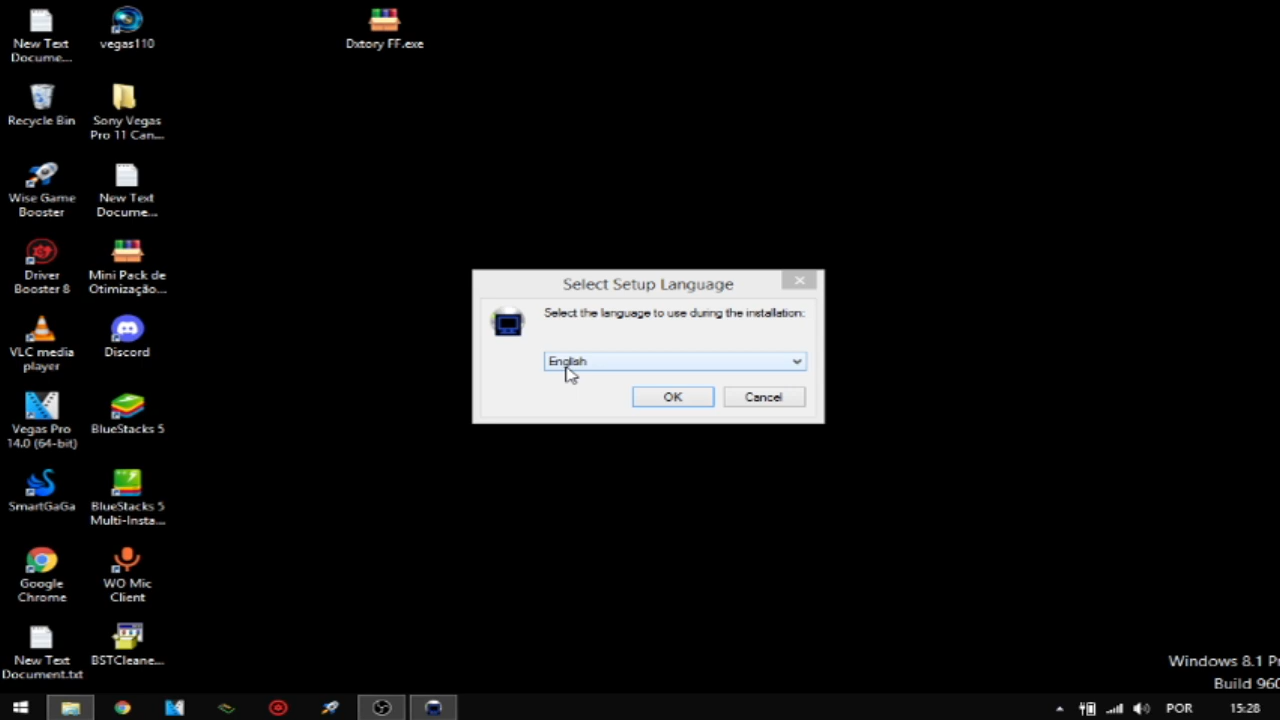 New Text
Docume...
vegas110
Dxtory FF.exe
Recycle Bin
Sony Vegas
Pro 11 Can...
Wise Game
Booster
New Text
Docume...
Driver
Booster 8
Mini Pack de
Otimização...
VLC media
player
Discord
Vegas Pro
14.0 (64-bit)
BlueStacks 5
SmartGaGa
BlueStacks 5
Multi-Insta...
Google
Chrome
WO Mic
Client
New Text
Document.txt
BSTCleane...
Select Setup Language
Select the language to use during the installation:
English
OK
Cancel
Windows 8.1 Pr
Build 960
POR
15:28